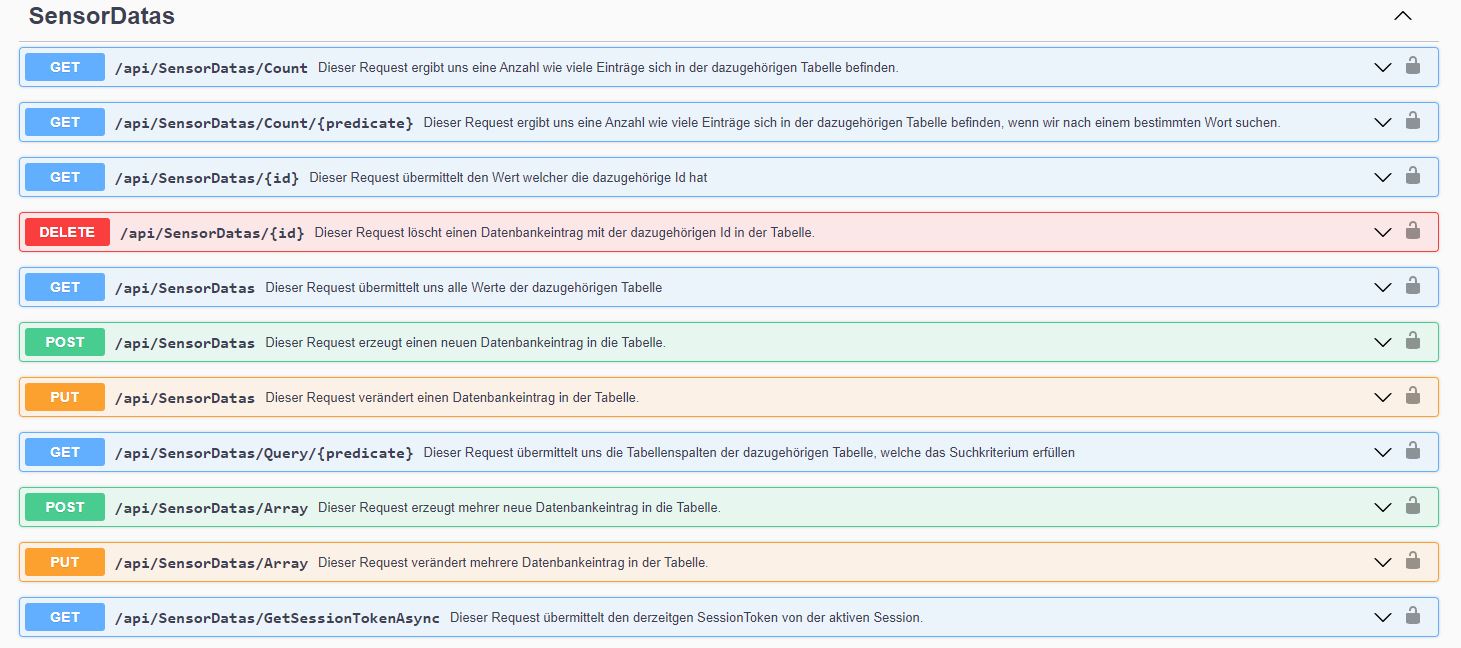 SensorDatas
GET /api/SensorDatas/Count Dieser Request ergibt uns eine Anzahl wie viele Einträge sich in der dazugehörigen Tabelle befinden.
GET /api/SensorDatas/Count/{predicate} Dieser Request ergibt uns eine Anzahl wie viele Einträge sich in der dazugehörigen Tabelle befinden, wenn wir nach einem bestimmten Wort suchen.
GET /api/SensorDatas/{id} Dieser Request übermittelt den Wert welcher die dazugehörige Id hat
DELETE /api/SensorDatas/{id} Dieser Request löscht einen Datenbankeintrag mit der dazugehörigen Id in der Tabelle.
GET /api/SensorDatas Dieser Request übermittelt uns alle Werte der dazugehörigen Tabelle
POST /api/SensorDatas Dieser Request erzeugt einen neuen Datenbankeintrag in die Tabelle.
PUT /api/SensorDatas Dieser Request verändert einen Datenbankeintrag in der Tabelle.
GET /api/SensorDatas/Query/{predicate} Dieser Request übermittelt uns die Tabellenspalten der dazugehörigen Tabelle, welche das Suchkriterium erfüllen
POST /api/SensorDatas/Array Dieser Request erzeugt mehrer neue Datenbankeintrag in die Tabelle.
PUT /api/SensorDatas/Array Dieser Request verändert mehrere Datenbankeintrag in der Tabelle.
GET /api/SensorDatas/GetSessionTokenAsync Dieser Request übermittelt den derzeitgen SessionToken von der aktiven Session.